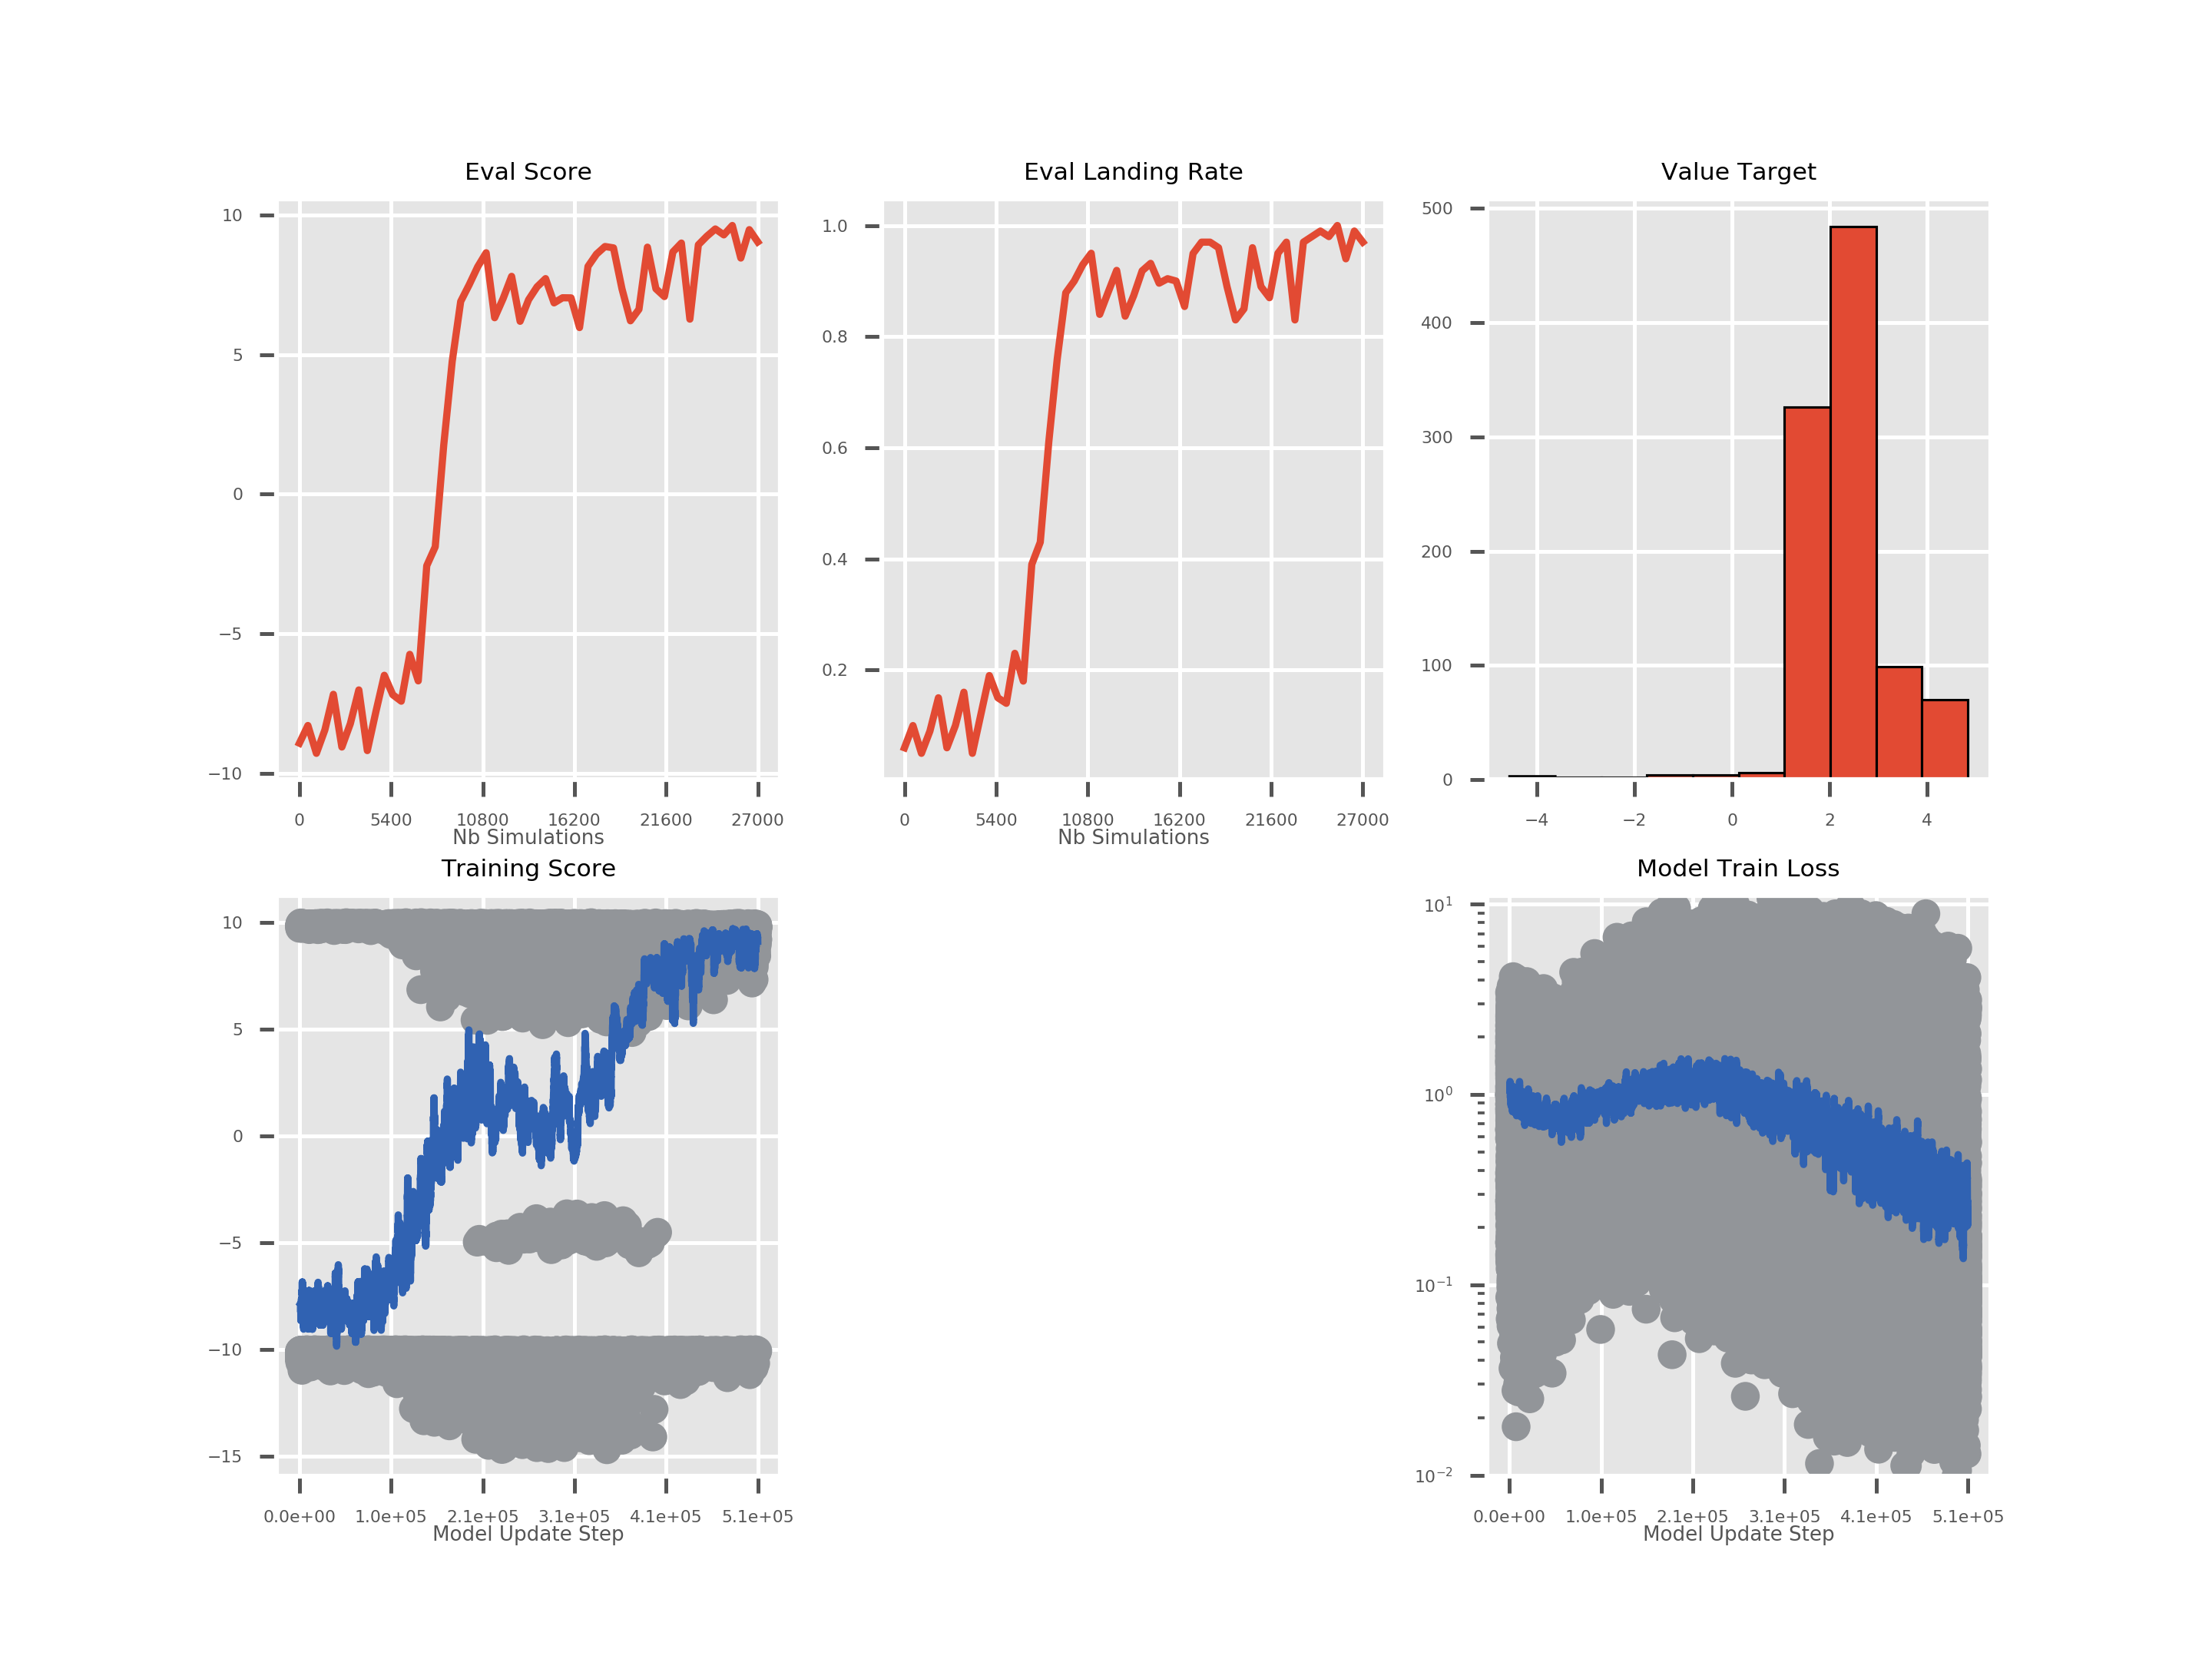 Eval Score
10
5
0
−5
−10
0 5400 10800 16200 21600 27000
Nb Simulations
Eval Landing Rate
1.0
0.8
0.6
0.4
0.2
0 5400 10800 16200 21600 27000
Nb Simulations
Value Target
500
400
300
200
100
0
−4 −2 0 2 4
Training Score
10
5
0
−5
−10
−15
0.0e+00 1.0e+05 2.1e+05 3.1e+05 4.1e+05 5.1e+05
Model Update Step
Model Train Loss
10¹
10⁰
10⁻¹
10⁻²
0.0e+00 1.0e+05 2.1e+05 3.1e+05 4.1e+05 5.1e+05
Model Update Step